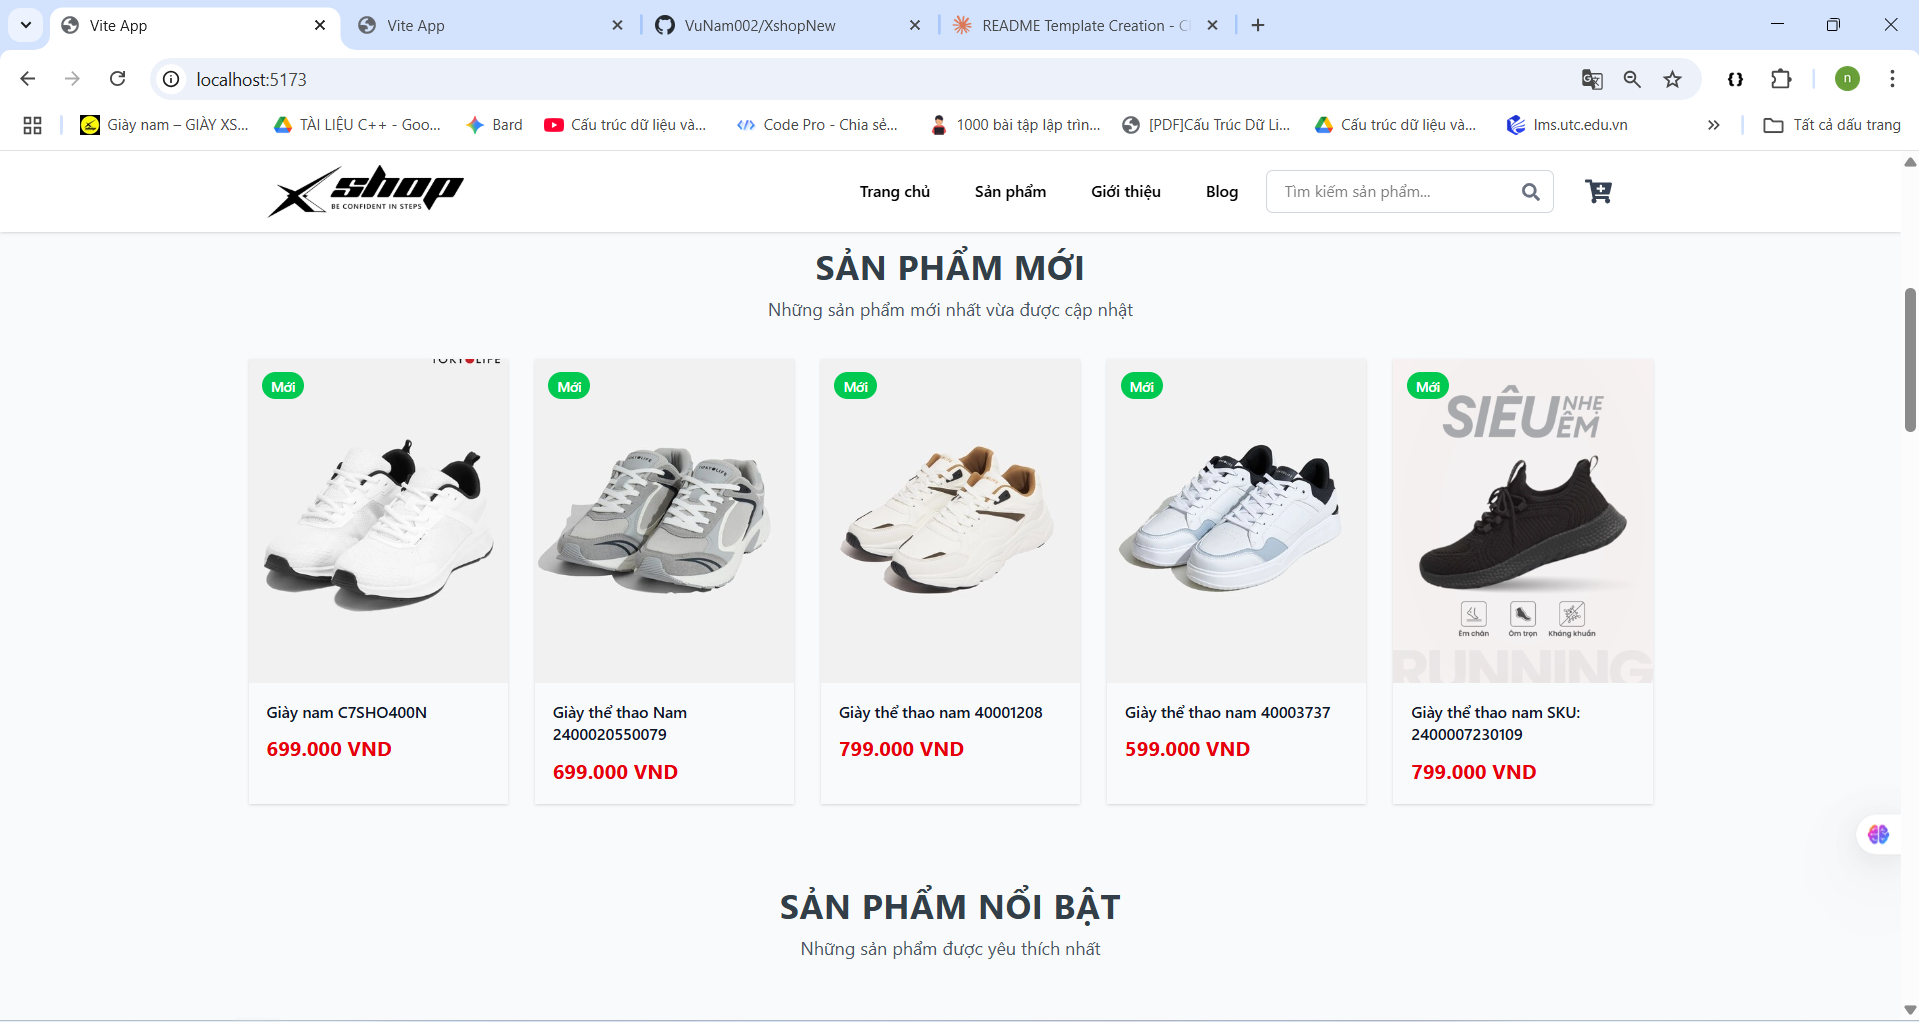 Vite App
Vite App
VuNam002/XshopNew
README Template Creation - Cl
localhost:5173
n
Giày nam – GIÀY XS...
TÀI LIỆU C++ - Goo...
Bard
Cấu trúc dữ liệu và...
Code Pro - Chia sẻ...
1000 bài tập lập trìn...
[PDF]Cấu Trúc Dữ Li...
Cấu trúc dữ liệu và...
lms.utc.edu.vn
Tất cả dấu trang
Xshop
BE CONFIDENT IN STEPS
Trang chủ
Sản phẩm
Giới thiệu
Blog
Tìm kiếm sản phẩm...
SẢN PHẨM MỚI
Những sản phẩm mới nhất vừa được cập nhật
TOKYOLIFE
Mới
Mới
TOKYOLIFE
Mới
Mới
Mới
SIÊU NHẸ
ÊM
Êm chân
Ôm trọn
Kháng khuẩn
RUNNING
Giày nam C7SHO400N
699.000 VND
Giày thể thao Nam
2400020550079
699.000 VND
Giày thể thao nam 40001208
799.000 VND
Giày thể thao nam 40003737
599.000 VND
Giày thể thao nam SKU:
2400007230109
799.000 VND
SẢN PHẨM NỔI BẬT
Những sản phẩm được yêu thích nhất